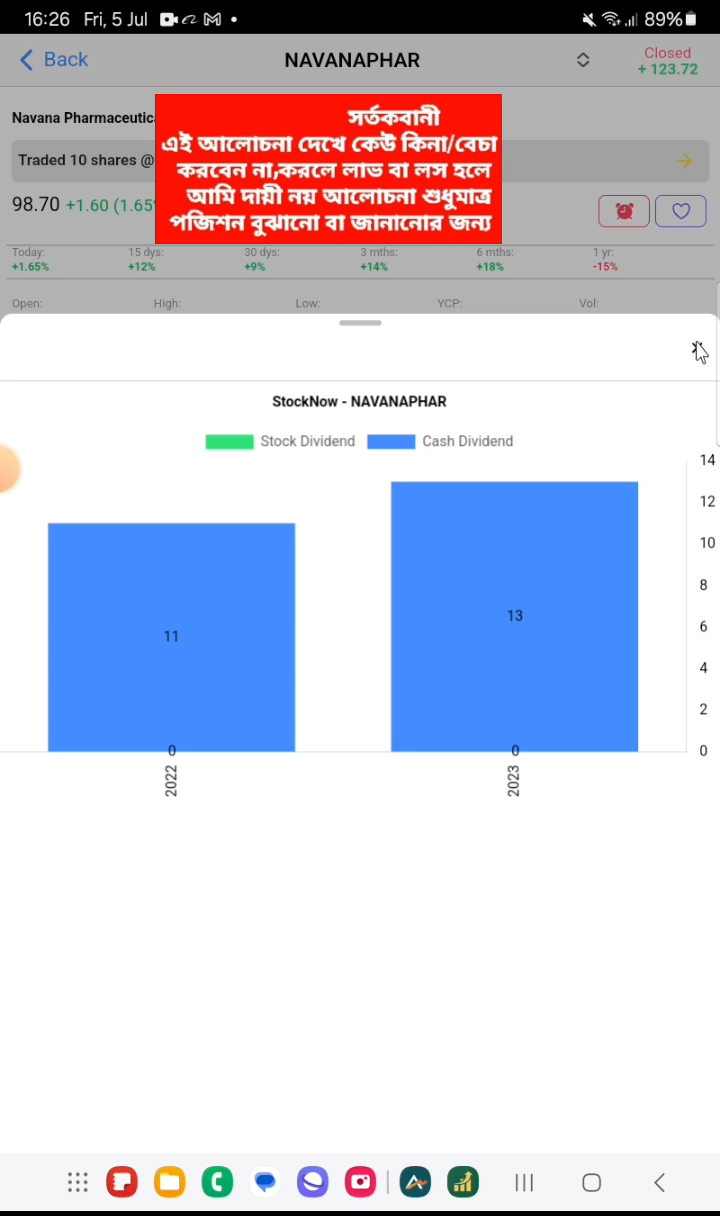 16:26 Fri, 5 Jul 89%
Back NAVANAPHAR Closed
+ 123.72
Navana Pharmaceutic
সর্তকবানী
এই আলোচনা দেখে কেউ কিনা/বেচা
করবেন না,করলে লাভ বা লস হলে
আমি দায়ী নয় আলোচনা শুধুমাত্র
পজিশন বুঝানো বা জানানোর জন্য
Traded 10 shares @
98.70 +1.60 (1.65
Today: 15 dys: 30 dys: 3 mths: 6 mths: 1 yr:
+1.65% +12% +9% +14% +18% -15%
Open: High: Low: YCP: Vol:
StockNow - NAVANAPHAR
Stock Dividend Cash Dividend
14
12
10
8
6
4
2
0
11
13
0 0
2022 2023